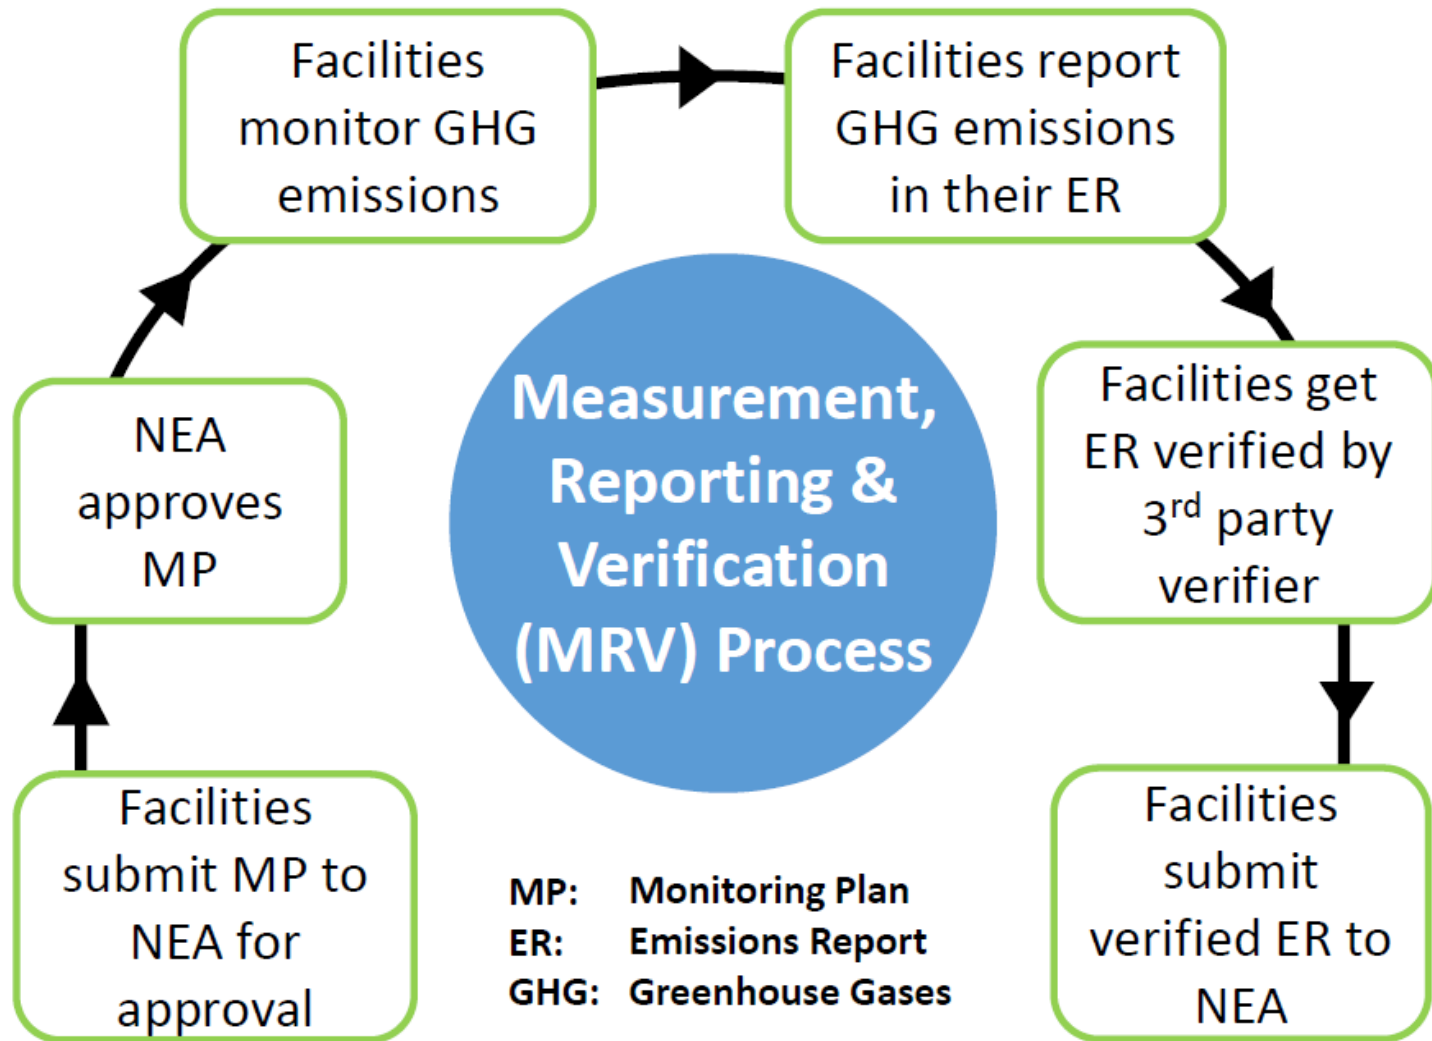 Facilities
monitor GHG
emissions
Facilities report
GHG emissions
in their ER
NEA
approves
MP
Measurement,
Reporting &
Verification
(MRV) Process
Facilities get
ER verified by
3rd party
verifier
Facilities
submit MP to
NEA for
approval
MP: Monitoring Plan
ER: Emissions Report
GHG: Greenhouse Gases
Facilities
submit
verified ER to
NEA